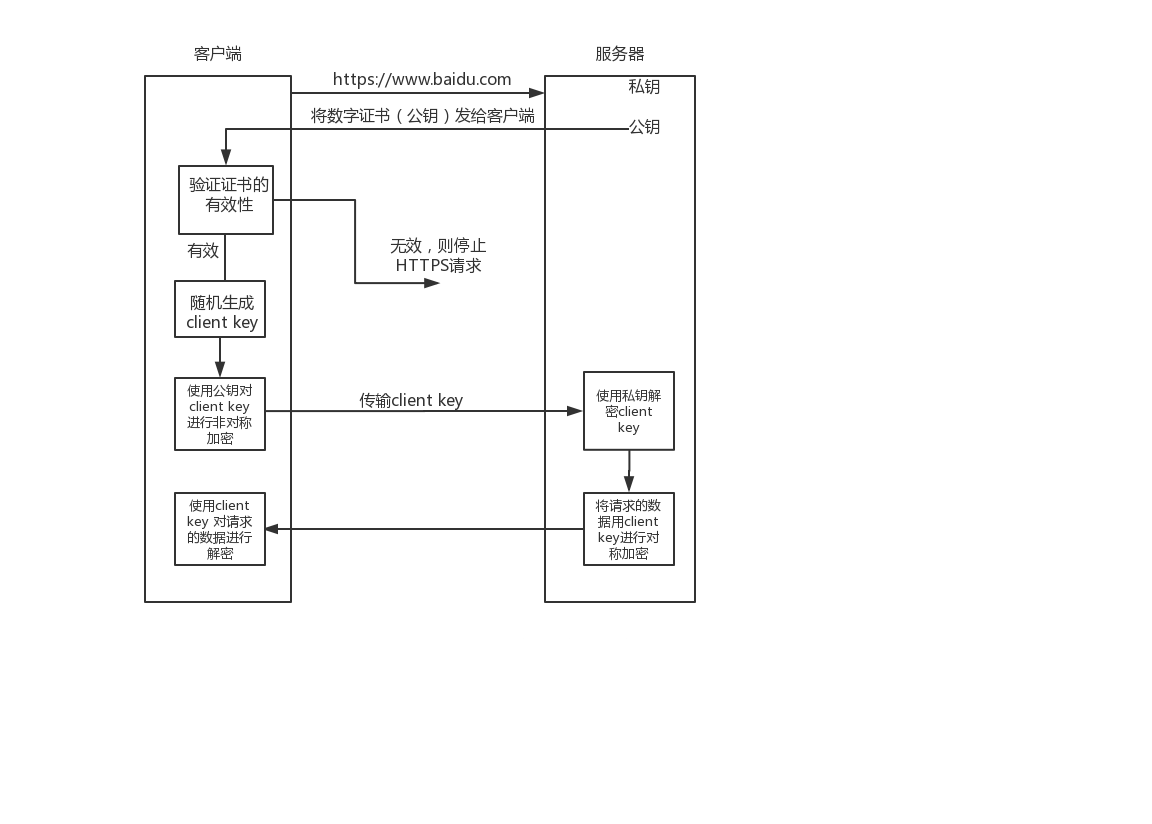 客户端
服务器
https://www.baidu.com
私钥
将数字证书（公钥）发给客户端
公钥
验证证书的
有效性
有效
无效，则停止
HTTPS请求
随机生成
client key
使用公钥对
client key
进行非对称
加密
传输client key
使用私钥解
密client
key
使用client
key 对请求
的数据进行
解密
将请求的数
据用client
key进行对
称加密